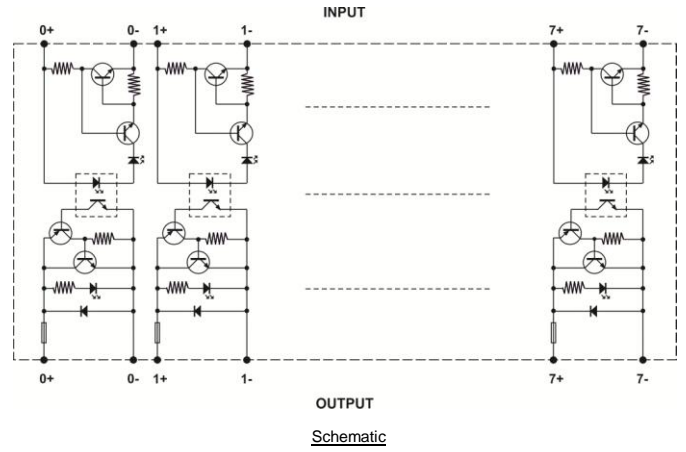 INPUT
0+ 0- 1+ 1- 7+ 7-
0+ 0- 1+ 1- 7+ 7-
OUTPUT
Schematic